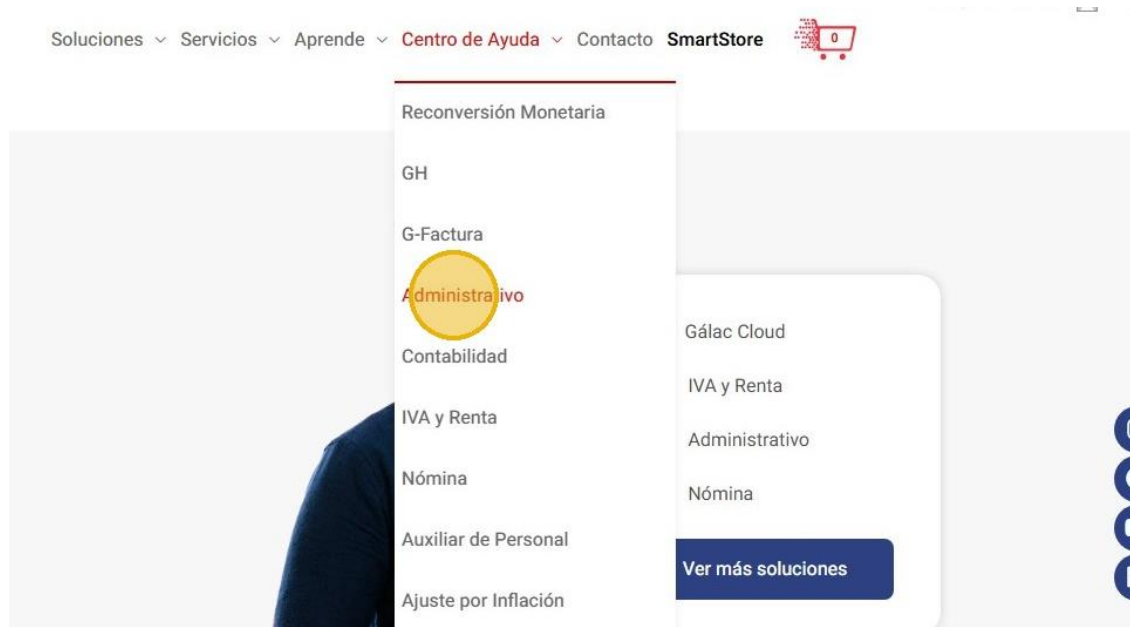 Soluciones Servicios Aprende Centro de Ayuda Contacto SmartStore 0
Reconversión Monetaria
GH
G-Factura
Administrativo
Contabilidad
IVA y Renta
Nómina
Auxiliar de Personal
Ajuste por Inflación
Gálac Cloud
IVA y Renta
Administrativo
Nómina
Ver más soluciones